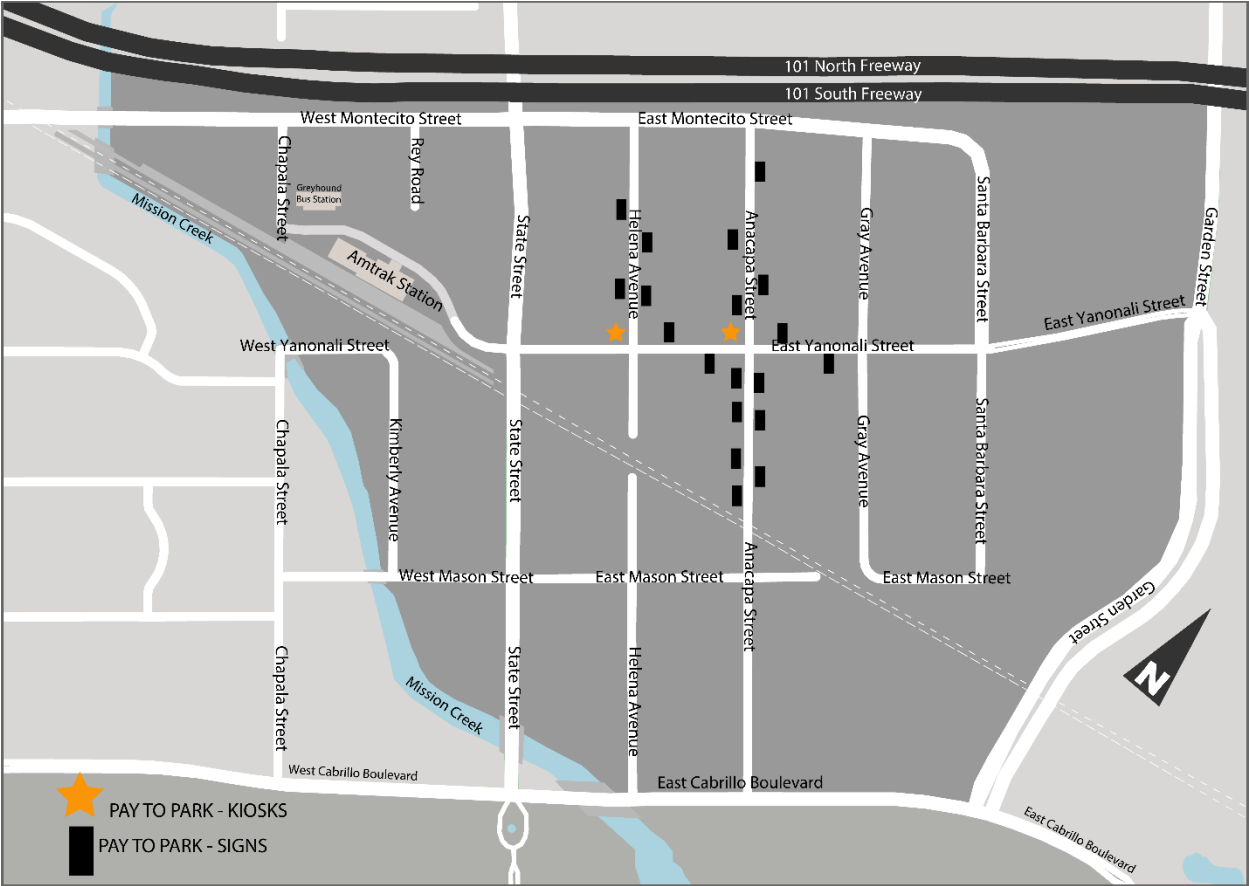 101 North Freeway
101 South Freeway
West Montecito Street
East Montecito Street
Chapala Street
Rey Road
Greyhound
Bus Station
Mission Creek
Amtrak Station
State Street
Helena Avenue
Anacapa Street
Gray Avenue
Santa Barbara Street
Garden Street
West Yanonali Street
East Yanonali Street
East Yanonali Street
Chapala Street
Kimberly Avenue
State Street
Gray Avenue
Santa Barbara Street
West Mason Street
East Mason Street
East Mason Street
Anacapa Street
Garden Street
Chapala Street
Mission Creek
State Street
Helena Avenue
N
West Cabrillo Boulevard
East Cabrillo Boulevard
East Cabrillo Boulevard
PAY TO PARK - KIOSKS
PAY TO PARK - SIGNS